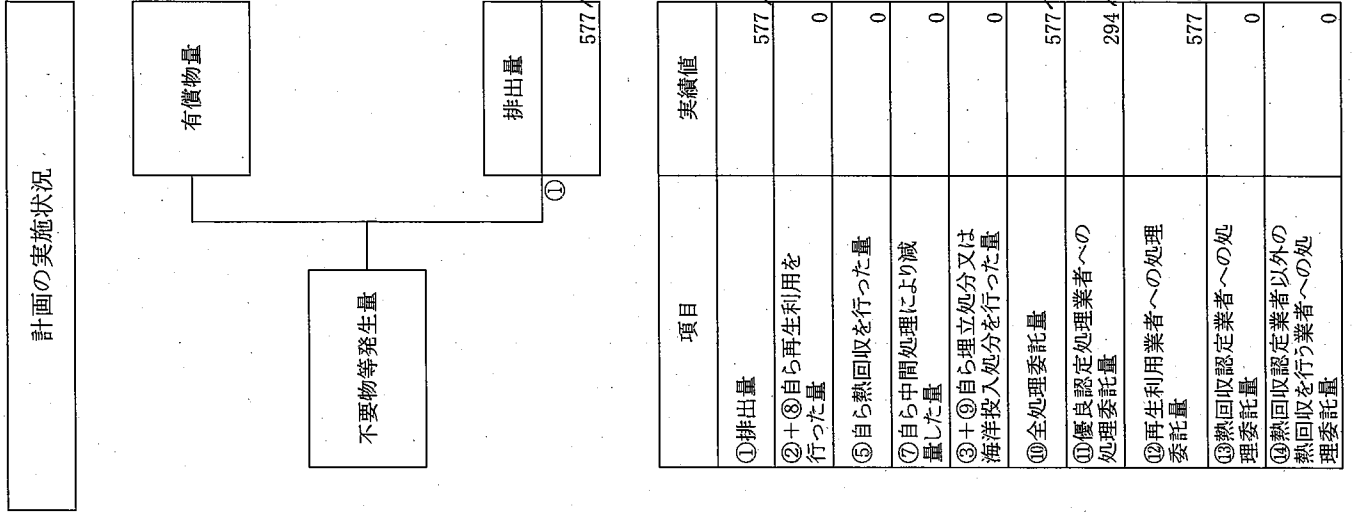 計画の実施状況
有償物量
不要物等発生量
排出量
①
577
項目
実績値
①排出量
577
②+⑧自ら再生利用を
行った量
0
⑤自ら熱回収を行った量
0
⑦自ら中間処理により減
量した量
0
③+⑨自ら埋立処分又は
海洋投入処分を行った量
0
⑩全処理委託量
577
⑪優良認定処理業者への
処理委託量
294
⑫再生利用業者への処理
委託量
577
⑬熱回収認定業者への処
理委託量
0
⑭熱回収認定業者以外の
熱回収を行う業者への処
理委託量
0